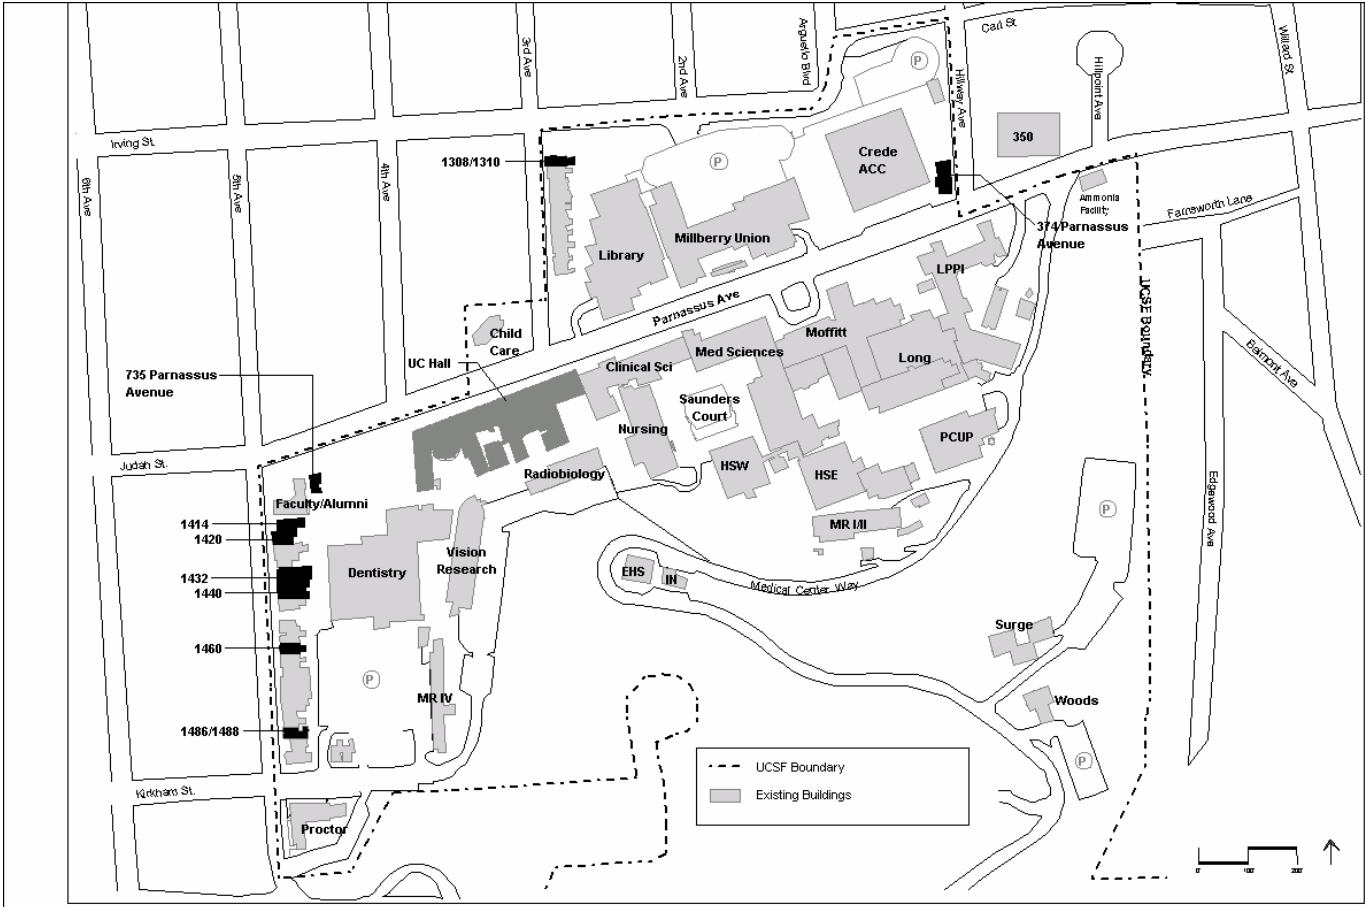 Carl St
Arguello Blvd
3rd Ave
2nd Ave
Hillway Ave
Hillpoint Ave
Willard St
P
350
Irving St.
Crede
ACC
1308/1310
P
4th Ave
5th Ave
6th Ave
Ammonia
Facility
Farnsworth Lane
374 Parnassus
Avenue
Millberry Union
Library
LPPI
UCSF Boundary
Parnassus Ave
Child
Care
Moffitt
Med Sciences
Long
UC Hall
Clinical Sci
Belmont Ave
735 Parnassus
Avenue
Saunders
Court
Nursing
PCUP
Judah St.
HSW
HSE
Radiobiology
Edgewood Ave
Faculty/Alumni
P
1414
1420
MR I/II
Vision
Research
Dentistry
EHS
IN
Medical Center Way
1432
1440
Surge
1460
P
MR IV
Woods
1486/1488
P
UCSF Boundary
Existing Buildings
Kirkham St.
Proctor
0' 100' 200'